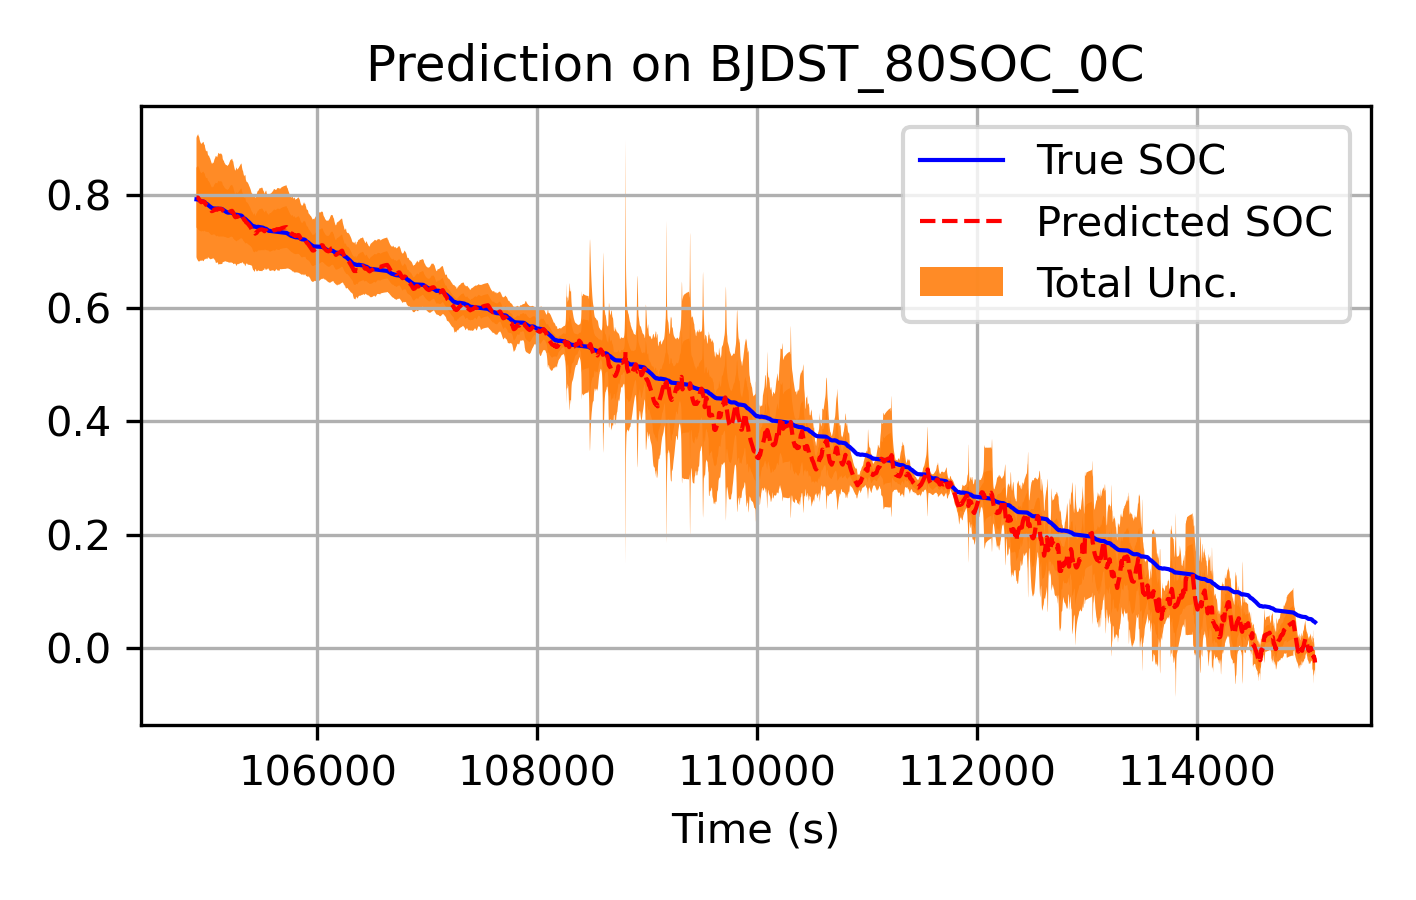 Prediction on BJDST_80SOC_0C
True SOC
Predicted SOC
Total Unc.
0.8
0.6
0.4
0.2
0.0
106000 108000 110000 112000 114000
Time (s)